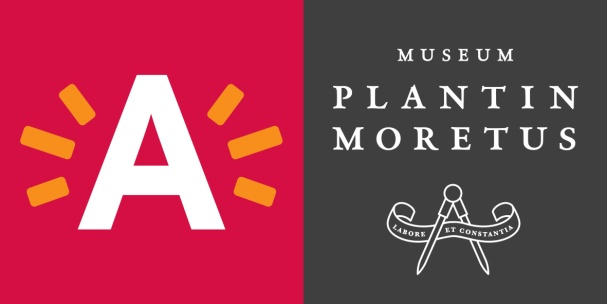 A
MUSEUM
PLANTIN
MORETUS
LABORE ET CONSTANTIA